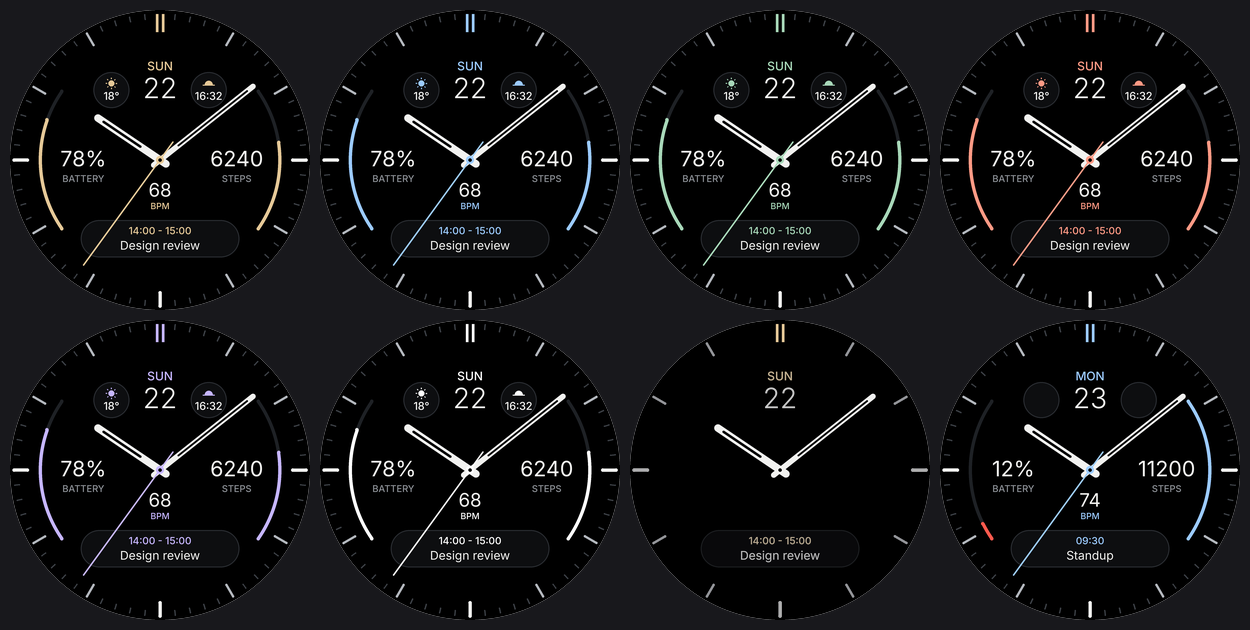 SUN
22
18°
16:32
78%
BATTERY
6240
STEPS
68
BPM
14:00 - 15:00
Design review
SUN
22
18°
16:32
78%
BATTERY
6240
STEPS
68
BPM
14:00 - 15:00
Design review
SUN
22
18°
16:32
78%
BATTERY
6240
STEPS
68
BPM
14:00 - 15:00
Design review
SUN
22
18°
16:32
78%
BATTERY
6240
STEPS
68
BPM
14:00 - 15:00
Design review
SUN
22
18°
16:32
78%
BATTERY
6240
STEPS
68
BPM
14:00 - 15:00
Design review
SUN
22
18°
16:32
78%
BATTERY
6240
STEPS
68
BPM
14:00 - 15:00
Design review
SUN
22
14:00 - 15:00
Design review
MON
23
12%
BATTERY
11200
STEPS
74
BPM
09:30
Standup